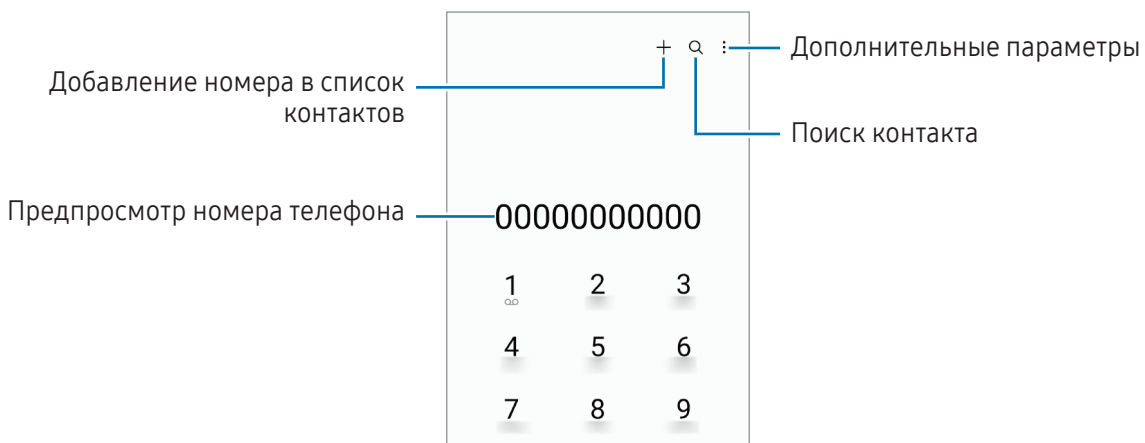 Дополнительные параметры
Добавление номера в список
контактов
Поиск контакта
Предпросмотр номера телефона
00000000000
1 2 3
4 5 6
7 8 9